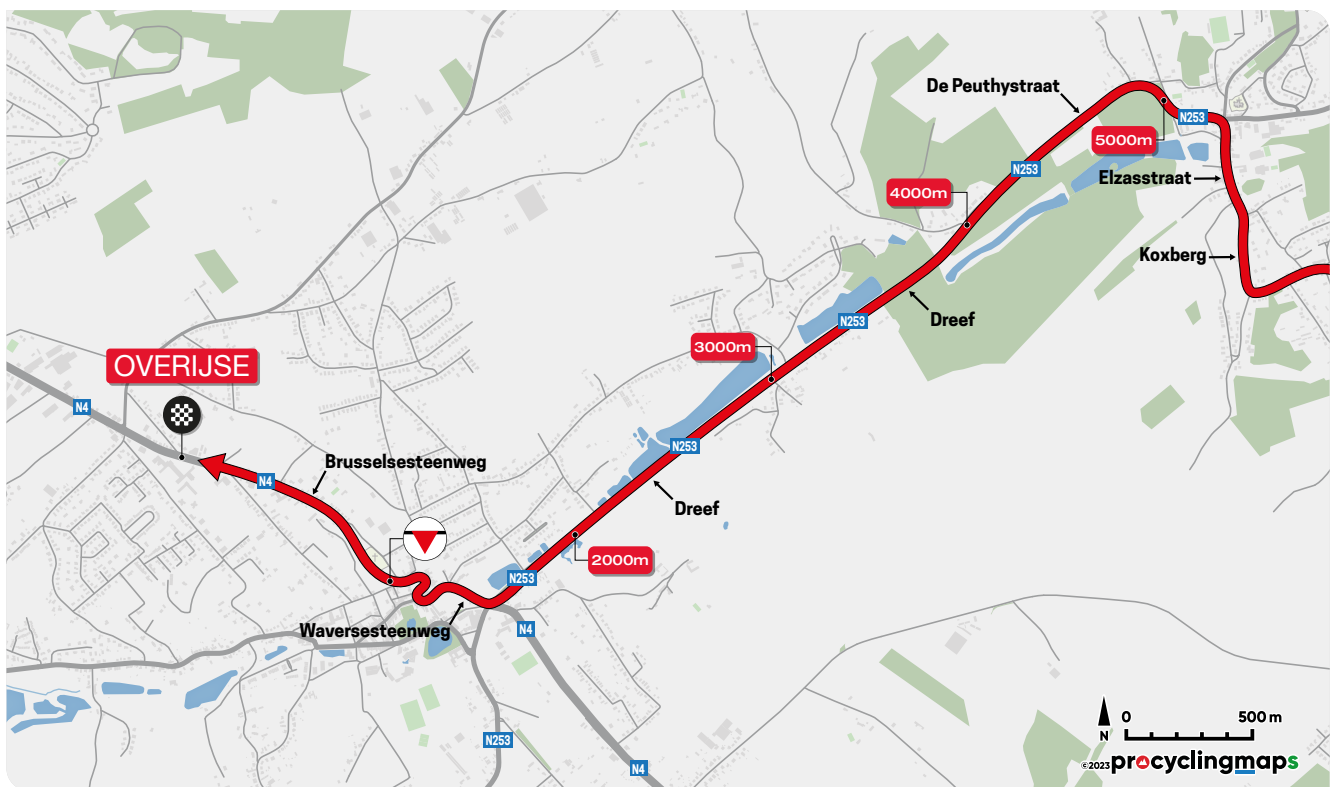 De Peuthystraat
N253
5000m
N253
Elzasstraat
4000m
Koxberg
Dreef
N253
3000m
OVERIJSE
N4
N253
Brusselsesteenweg
N4
Dreef
2000m
N253
Waversesteenweg
N4
N253
N4
N
0 500 m
©2023 procyclingmaps